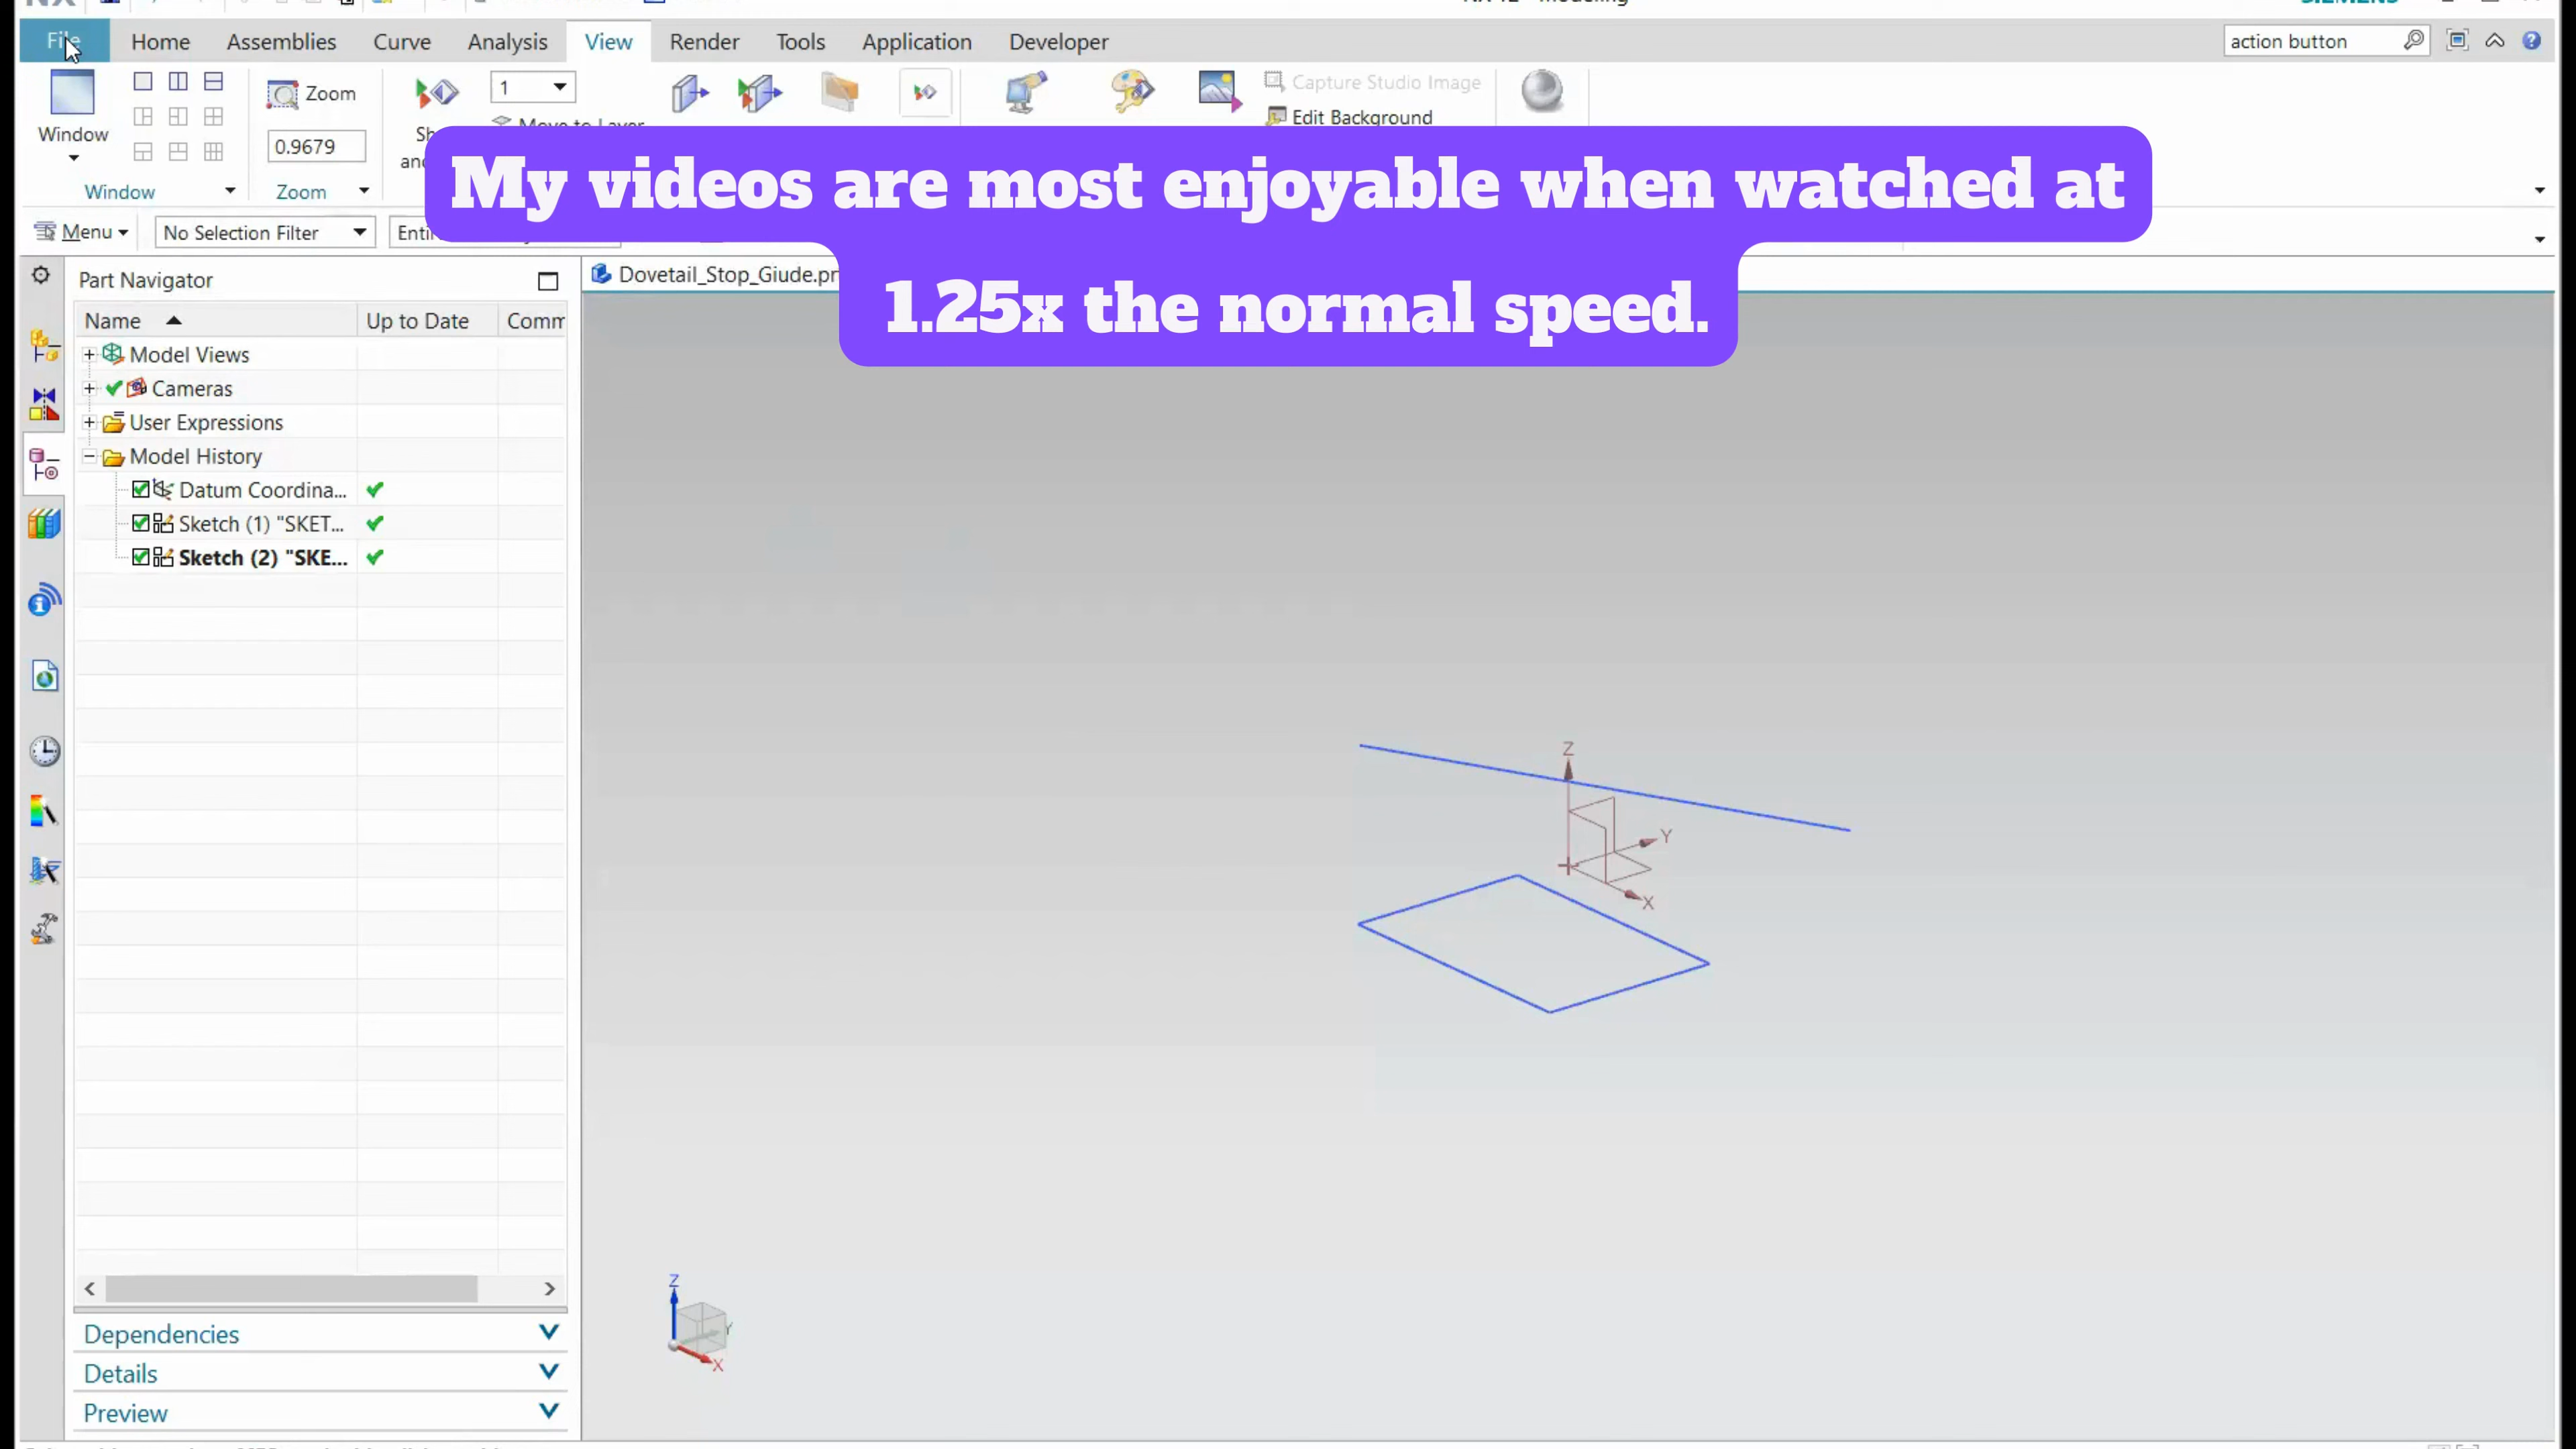 File Home Assemblies Curve Analysis View Render Tools Application Developer action button
1
Zoom
Capture Studio Image
Window
Edit Background
0.9679
Window Zoom
My videos are most enjoyable when watched at
1.25x the normal speed.
Menu No Selection Filter
Part Navigator
Name Up to Date Comm
Model Views
Cameras
User Expressions
Model History
Datum Coordina...
Sketch (1) "SKET...
Sketch (2) "SKE...
Z
Y
X
Z
Y
X
Dependencies
Details
Preview